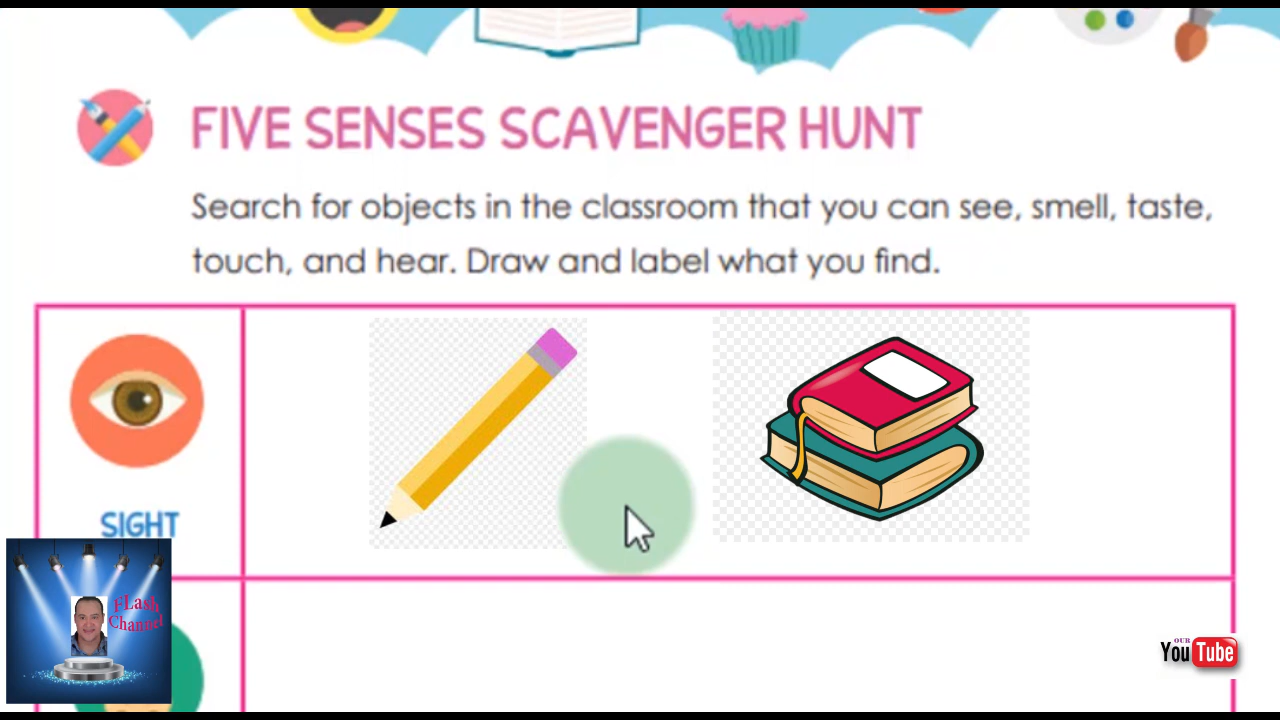 FIVE SENSES SCAVENGER HUNT
Search for objects in the classroom that you can see, smell, taste,
touch, and hear. Draw and label what you find.
SIGHT
FLash
Channel
OUR
YouTube